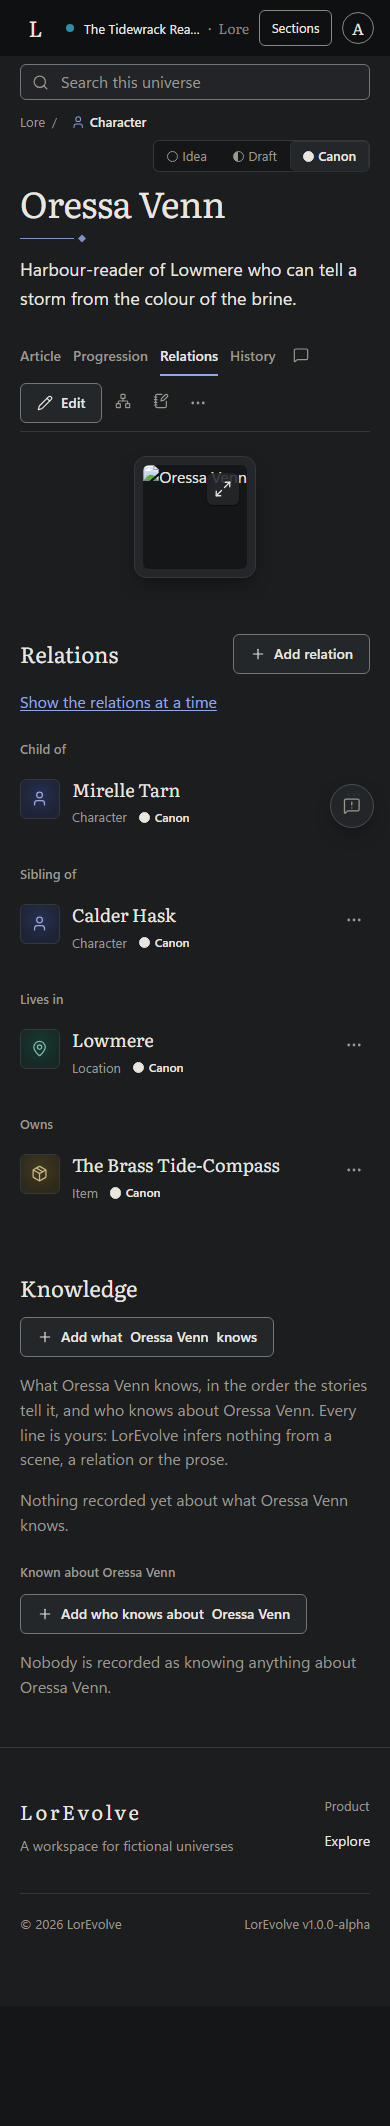 L
The Tidewrack Rea... · Lore
Sections
A
Search this universe
Lore / Character
Idea Draft Canon
Oressa Venn
Harbour-reader of Lowmere who can tell a
storm from the colour of the brine.
Article Progression Relations History
Edit
Oressa Venn
Relations
Add relation
Show the relations at a time
Child of
Mirelle Tarn
Character Canon
Sibling of
Calder Hask
Character Canon
Lives in
Lowmere
Location Canon
Owns
The Brass Tide-Compass
Item Canon
Knowledge
Add what Oressa Venn knows
What Oressa Venn knows, in the order the stories
tell it, and who knows about Oressa Venn. Every
line is yours: LorEvolve infers nothing from a
scene, a relation or the prose.
Nothing recorded yet about what Oressa Venn
knows.
Known about Oressa Venn
Add who knows about Oressa Venn
Nobody is recorded as knowing anything about
Oressa Venn.
LorEvolve
A workspace for fictional universes
Product
Explore
© 2026 LorEvolve
LorEvolve v1.0.0-alpha